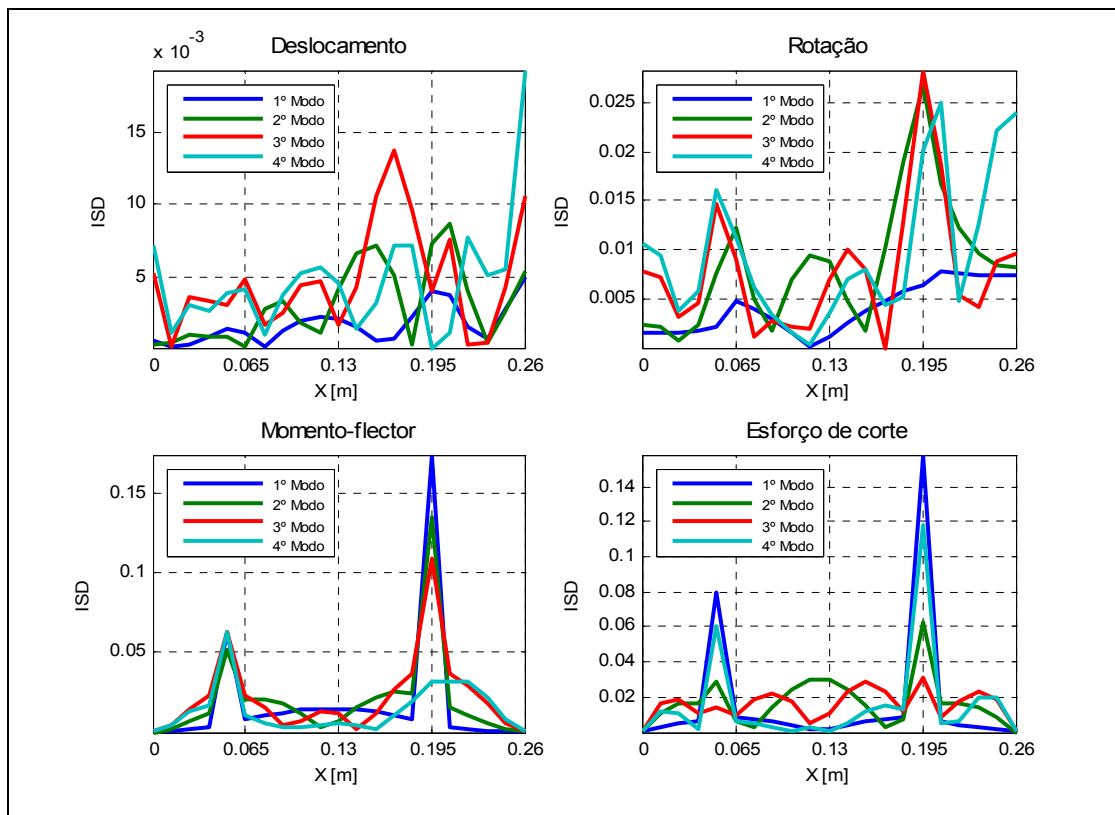 x 10⁻³
Deslocamento
1º Modo
2º Modo
3º Modo
4º Modo
15
10
5
ISD
0
0.065
0.13
0.195
0.26
X [m]
Rotação
1º Modo
2º Modo
3º Modo
4º Modo
0.025
0.02
0.015
0.01
0.005
ISD
0
0.065
0.13
0.195
0.26
X [m]
Momento-flector
1º Modo
2º Modo
3º Modo
4º Modo
0.15
0.1
0.05
ISD
0
0.065
0.13
0.195
0.26
X [m]
Esforço de corte
1º Modo
2º Modo
3º Modo
4º Modo
0.14
0.12
0.1
0.08
0.06
0.04
0.02
ISD
0
0.065
0.13
0.195
0.26
X [m]